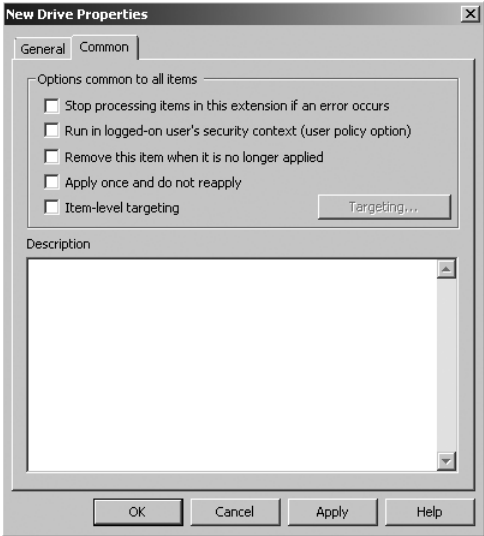 New Drive Properties
General Common
Options common to all items
Stop processing items in this extension if an error occurs
Run in logged-on user's security context (user policy option)
Remove this item when it is no longer applied
Apply once and do not reapply
Item-level targeting Targeting...
Description
OK Cancel Apply Help